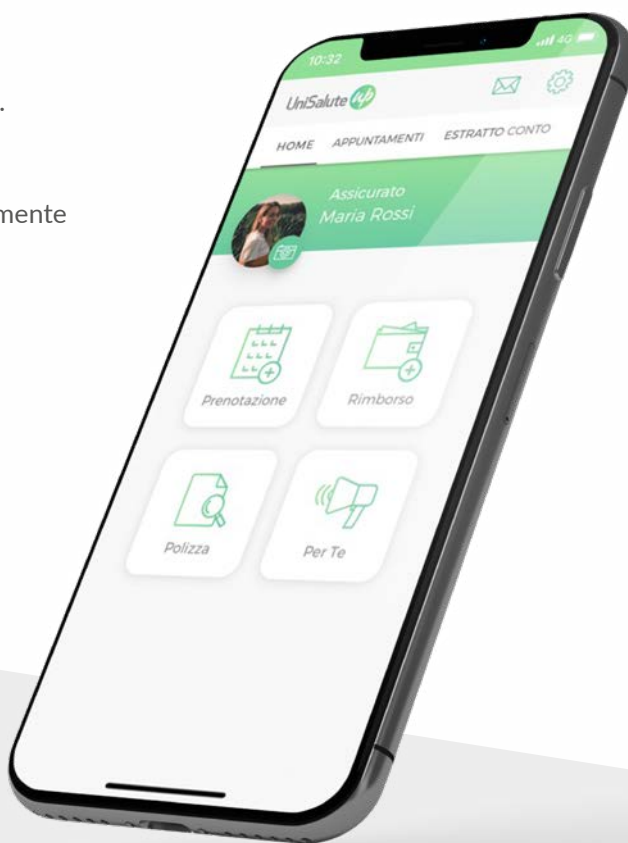 .
mente
10:32
4G
UniSalute up
HOME APPUNTAMENTI ESTRATTO CONTO
Assicurato
Maria Rossi
Prenotazione
Rimborso
Polizza
Per Te